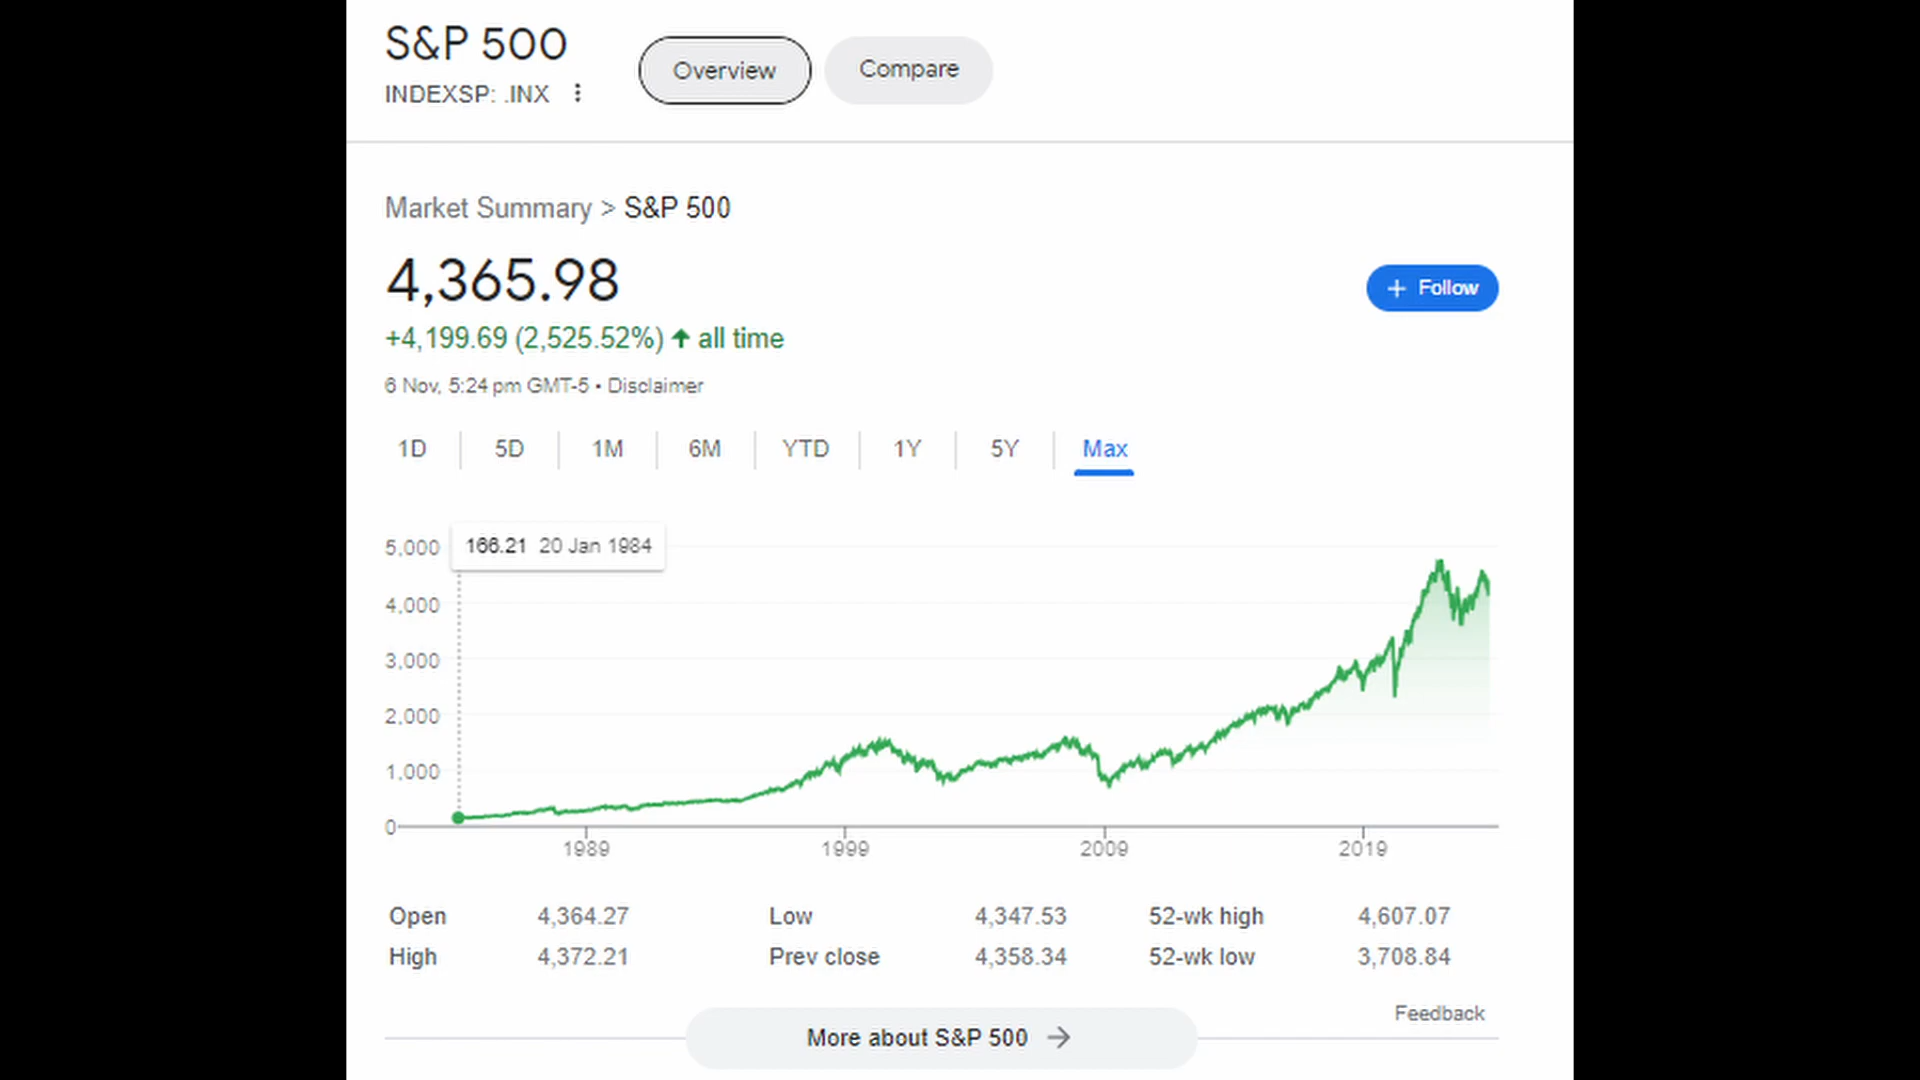 S&P 500
INDEXSP: .INX
Overview
Compare
Market Summary > S&P 500
4,365.98
+ Follow
+4,199.69 (2,525.52%) ↑ all time
6 Nov, 5:24 pm GMT-5 • Disclaimer
1D 5D 1M 6M YTD 1Y 5Y Max
166.21 20 Jan 1984
5,000
4,000
3,000
2,000
1,000
0
1989 1999 2009 2019
Open 4,364.27 Low 4,347.53 52-wk high 4,607.07
High 4,372.21 Prev close 4,358.34 52-wk low 3,708.84
Feedback
More about S&P 500 →